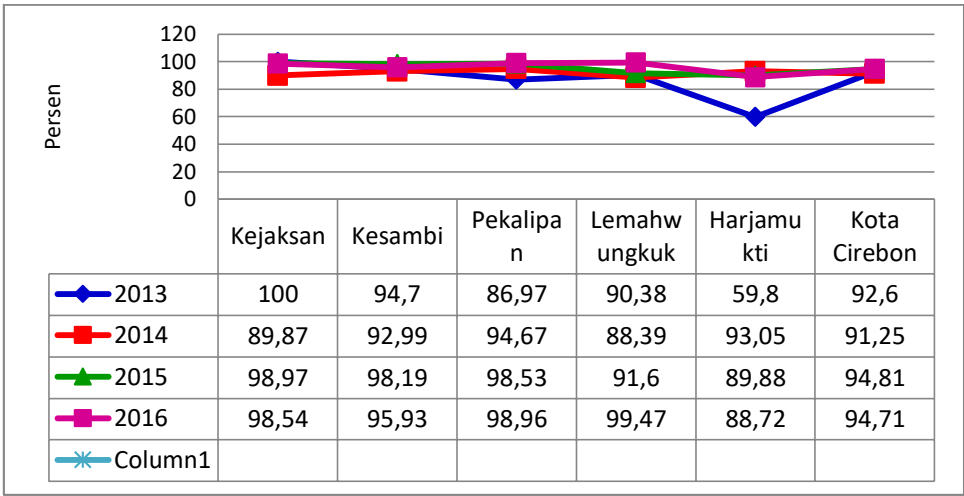 120
100
80
60
40
20
0
Persen
Kejaksan Kesambi Pekalipa
n Lemahw
ungkuk Harjamu
kti Kota
Cirebon
2013 100 94,7 86,97 90,38 59,8 92,6
2014 89,87 92,99 94,67 88,39 93,05 91,25
2015 98,97 98,19 98,53 91,6 89,88 94,81
2016 98,54 95,93 98,96 99,47 88,72 94,71
Column1